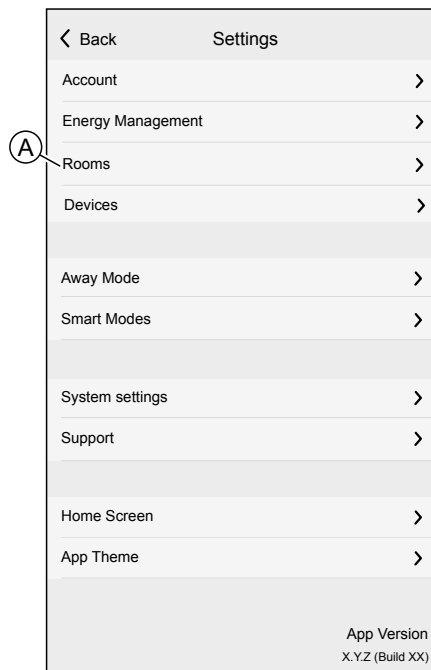 Back Settings
Account
Energy Management
A
Rooms
Devices
Away Mode
Smart Modes
System settings
Support
Home Screen
App Theme
App Version
X.Y.Z (Build XX)